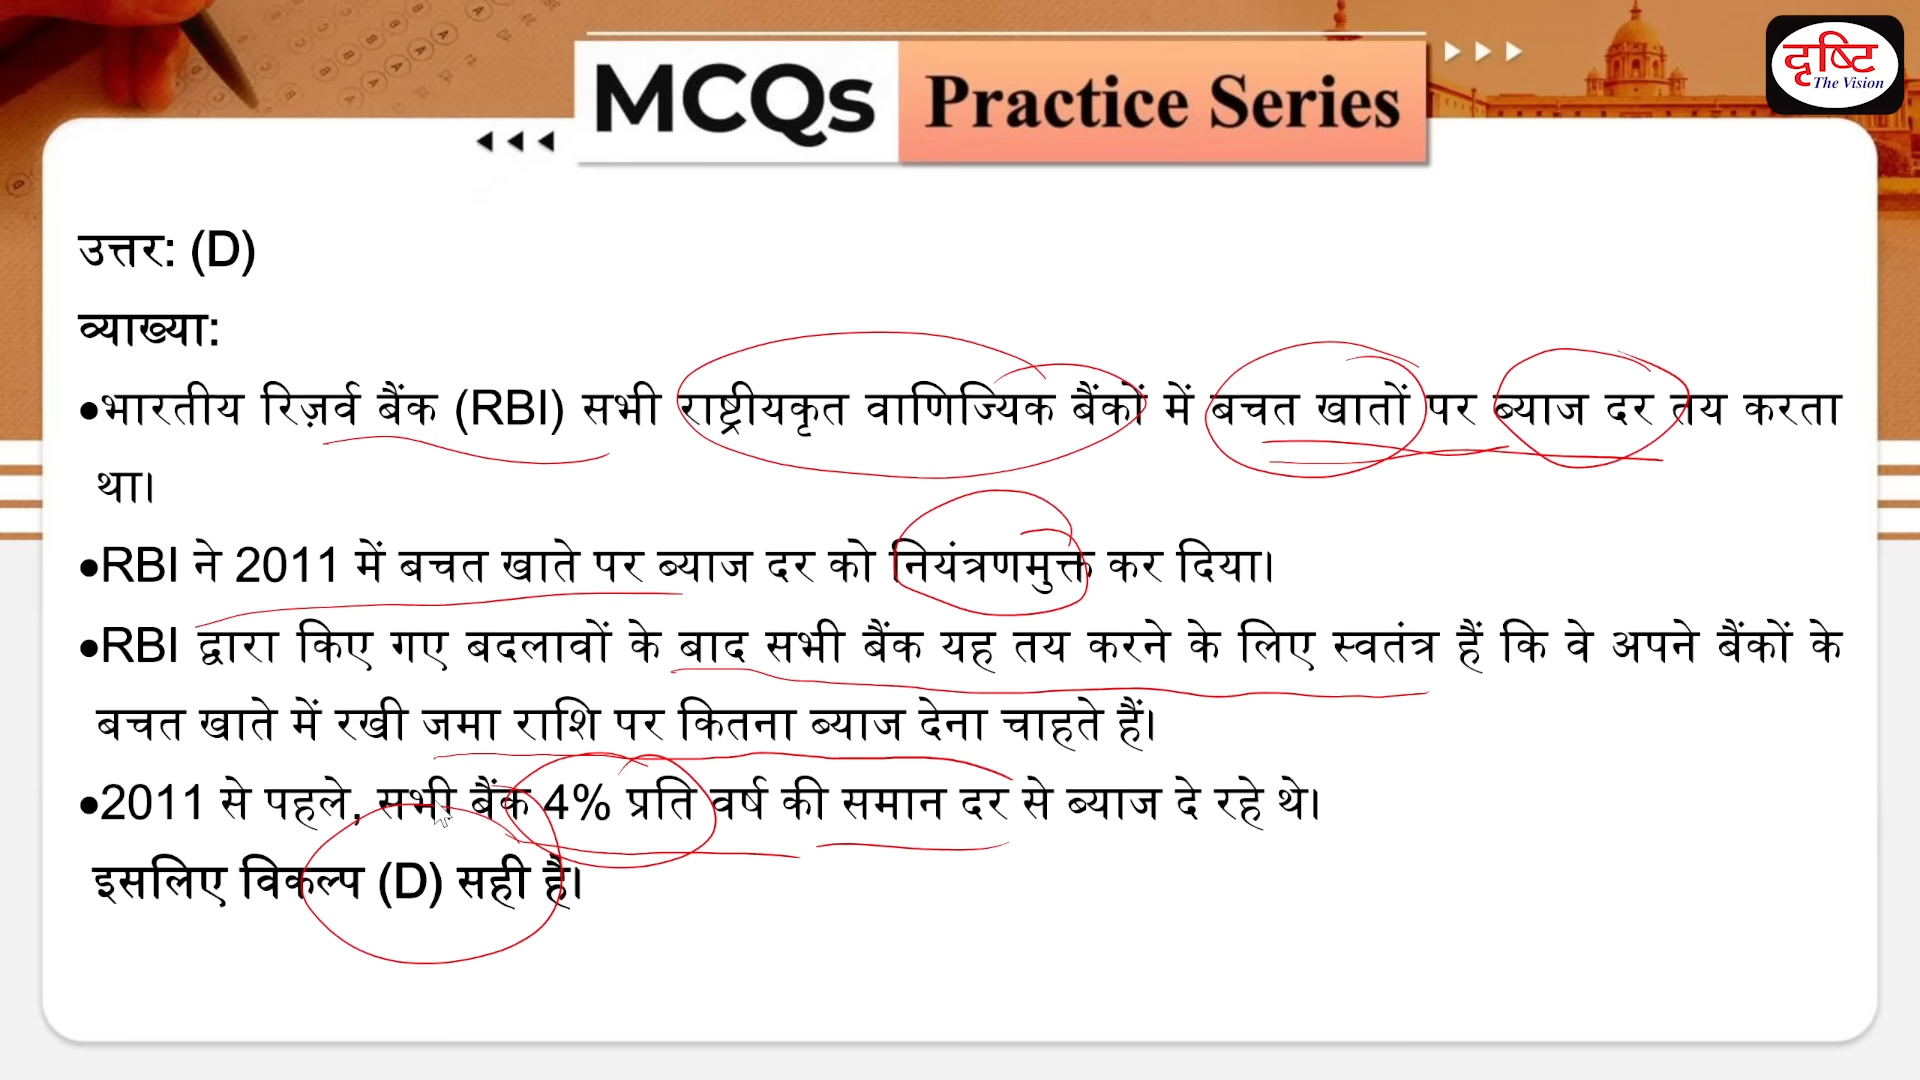 MCQs Practice Series
दृष्टि
The Vision
उत्तर: (D)
व्याख्या:
●भारतीय रिज़र्व बैंक (RBI) सभी राष्ट्रीयकृत वाणिज्यिक बैंकों में बचत खातों पर ब्याज दर तय करता
था।
●RBI ने 2011 में बचत खाते पर ब्याज दर को नियंत्रणमुक्त कर दिया।
●RBI द्वारा किए गए बदलावों के बाद सभी बैंक यह तय करने के लिए स्वतंत्र हैं कि वे अपने बैंकों के
बचत खाते में रखी जमा राशि पर कितना ब्याज देना चाहते हैं।
●2011 से पहले, सभी बैंक 4% प्रति वर्ष की समान दर से ब्याज दे रहे थे।
इसलिए विकल्प (D) सही है।